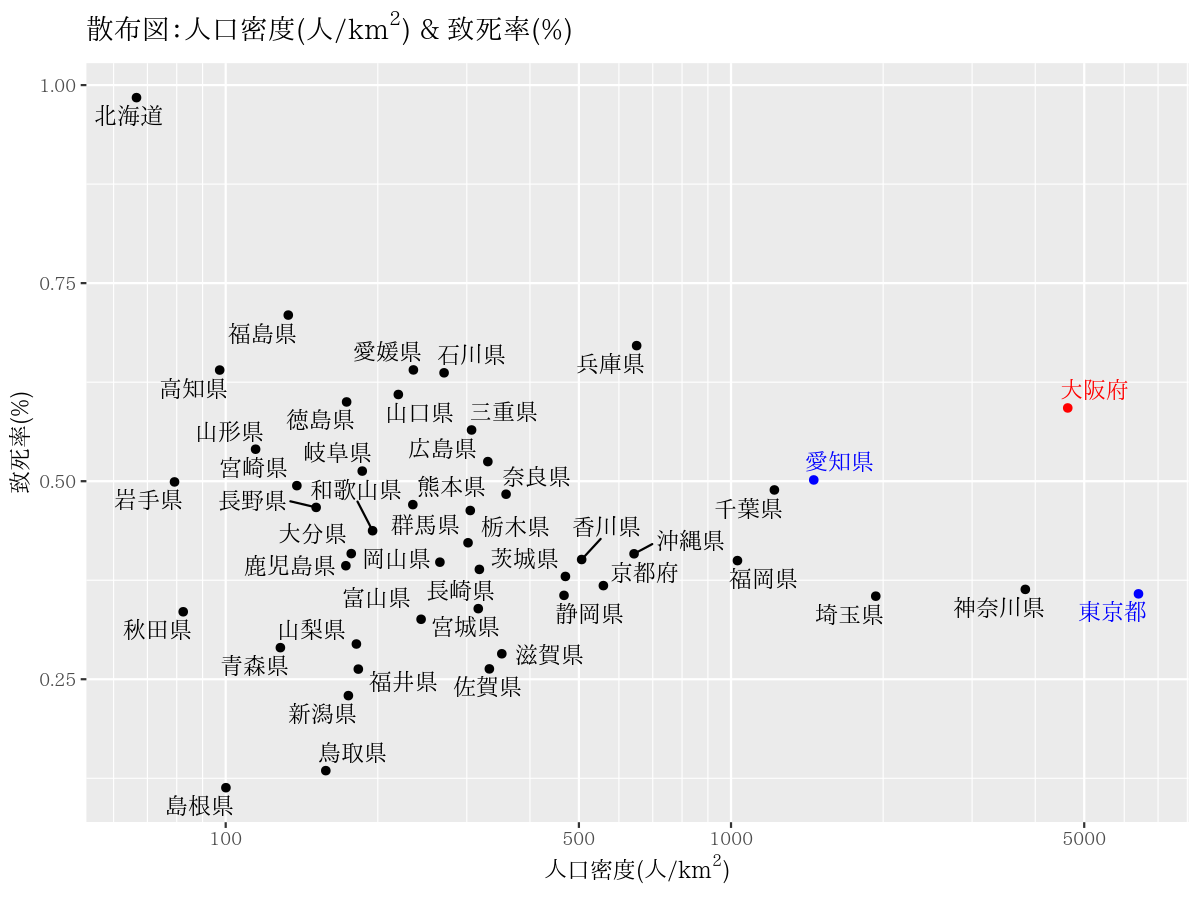 散布図:人口密度(人/km²) & 致死率(%)
1.00
北海道
0.75
福島県
愛媛県
石川県
兵庫県
高知県
大阪府
徳島県
山口県
三重県
山形県
岐阜県
広島県
愛知県
宮崎県
奈良県
岩手県
0.50
長野県
和歌山県
熊本県
千葉県
大分県
群馬県
栃木県
香川県
沖縄県
鹿児島県
岡山県
茨城県
京都府
福岡県
富山県
長崎県
静岡県
埼玉県
神奈川県
東京都
秋田県
山梨県
宮城県
青森県
滋賀県
福井県
佐賀県
0.25
新潟県
鳥取県
島根県
致死率(%)
100
500
1000
5000
人口密度(人/km²)